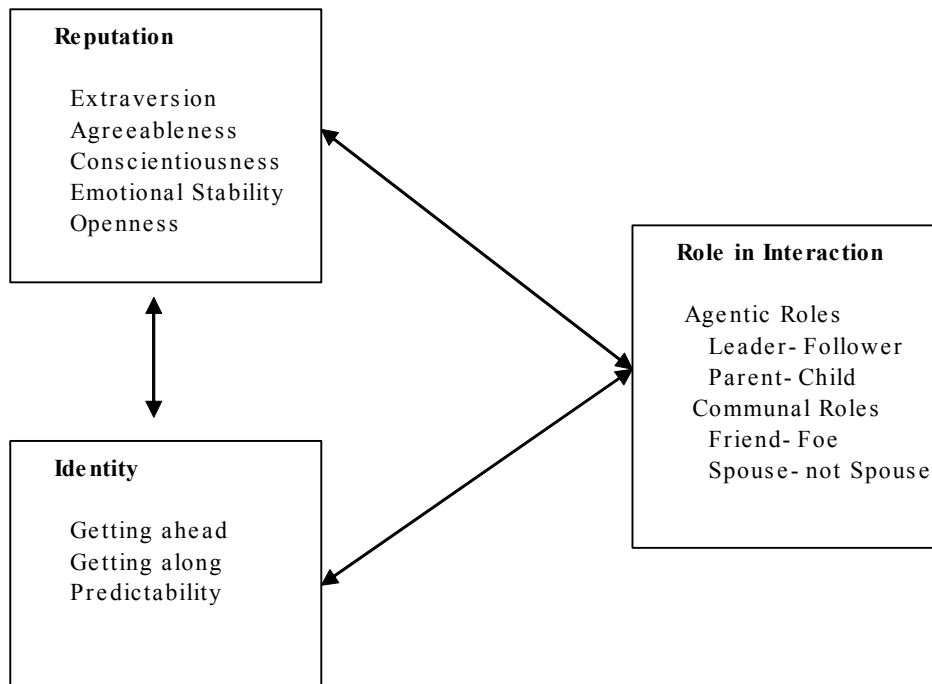 Reputation
Extraversion
Agreeableness
Conscientiousness
Emotional Stability
Openness
Role in Interaction
Agentic Roles
Leader- Follower
Parent- Child
Communal Roles
Friend- Foe
Spouse- not Spouse
Identity
Getting ahead
Getting along
Predictability